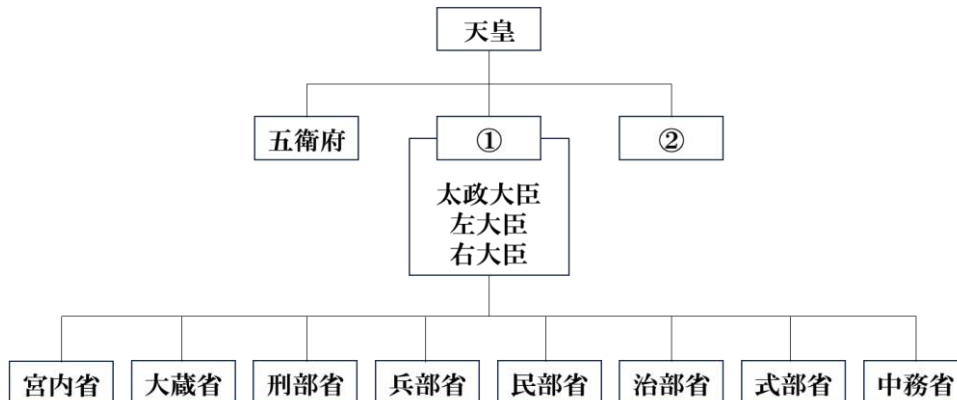 天皇
五衛府
①
②
太政大臣
左大臣
右大臣
宮内省
大蔵省
刑部省
兵部省
民部省
治部省
式部省
中務省